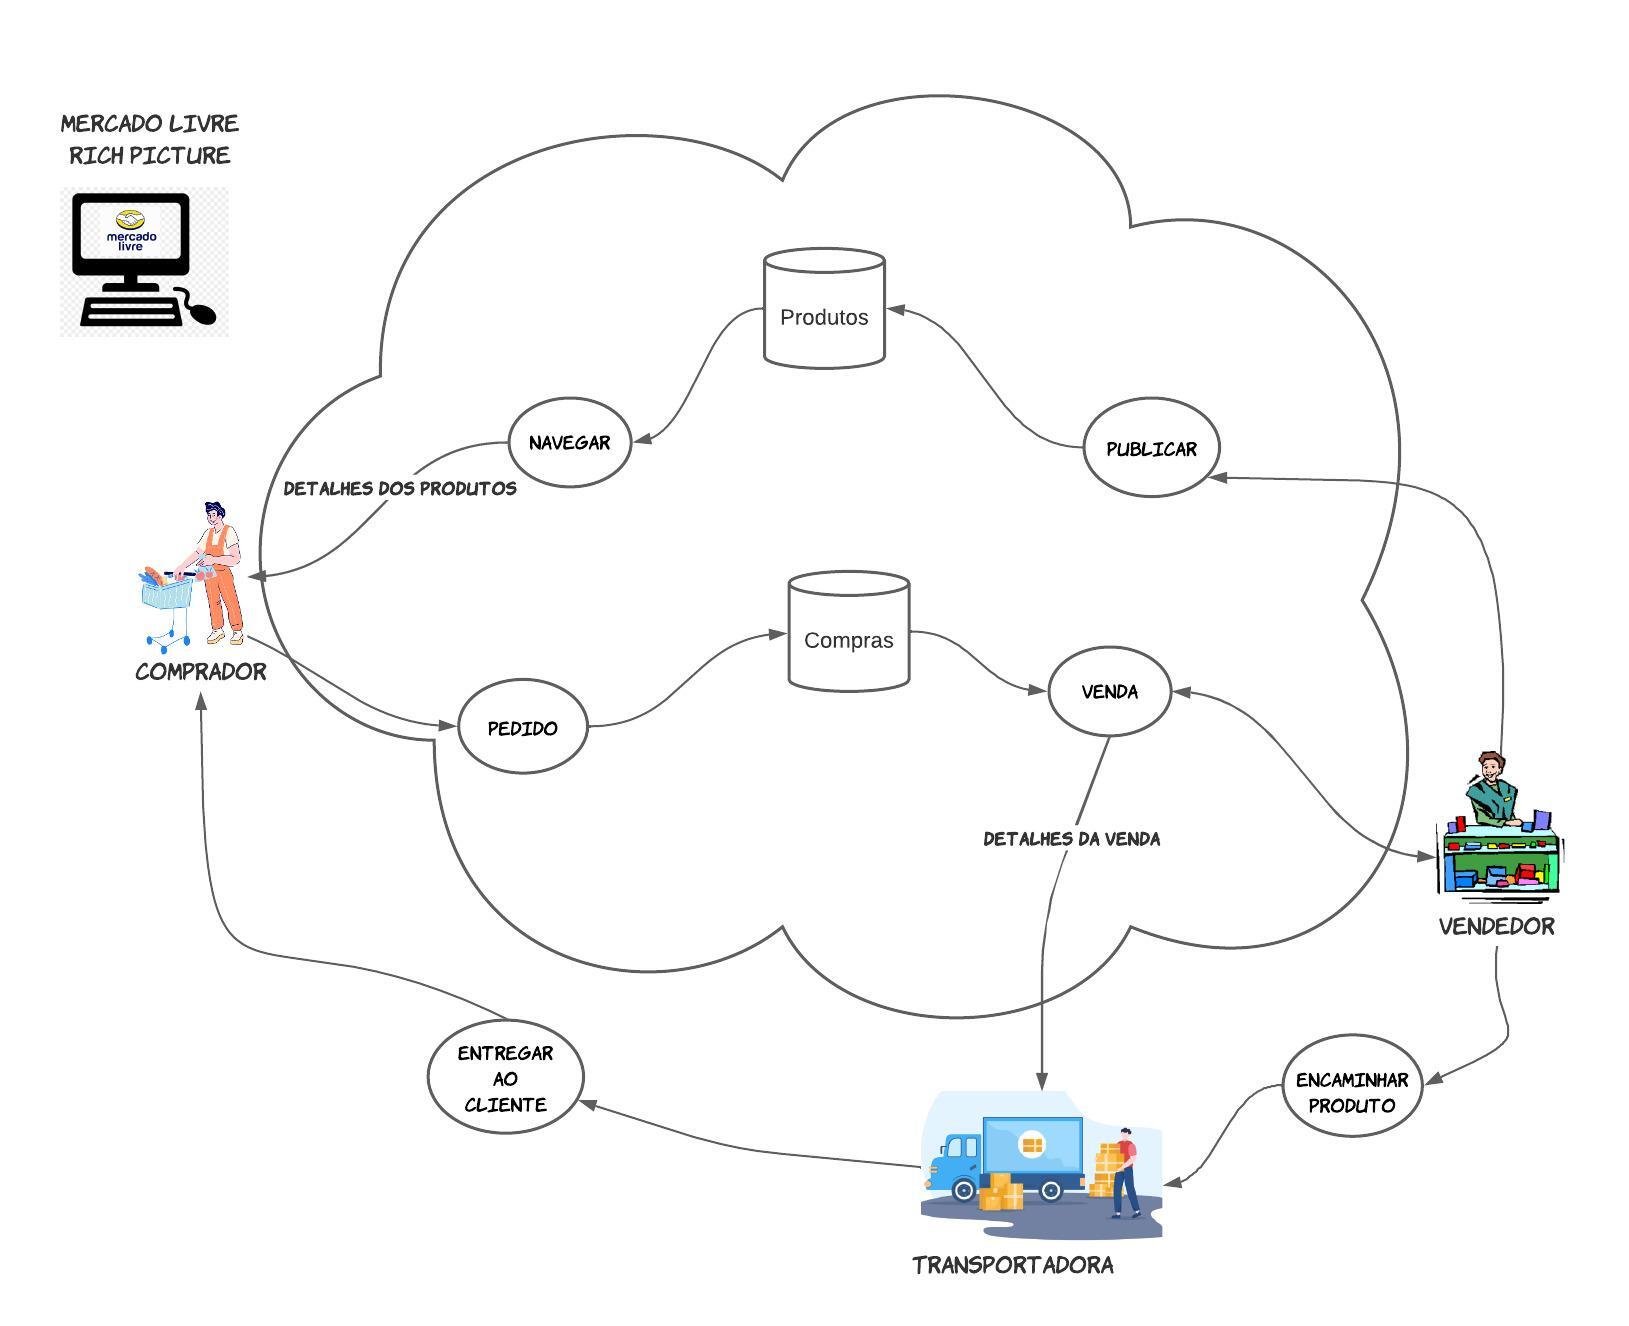 MERCADO LIVRE
RICH PICTURE
mercado
livre
Produtos
NAVEGAR
PUBLICAR
DETALHES DOS PRODUTOS
Compras
COMPRADOR
VENDA
PEDIDO
DETALHES DA VENDA
VENDEDOR
ENTREGAR
AO
CLIENTE
ENCAMINHAR
PRODUTO
TRANSPORTADORA